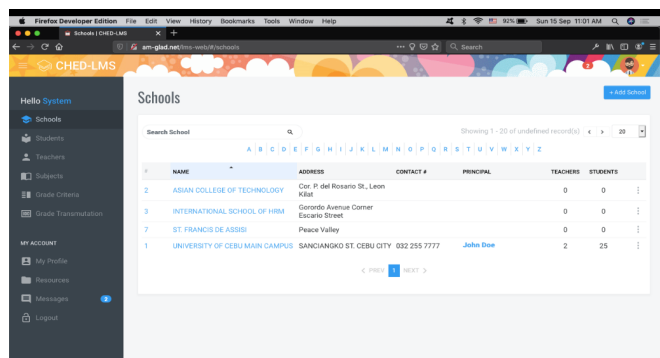 Firefox Developer Edition File Edit View History Bookmarks Tools Window Help 92% Sun 15 Sep 11:01 AM
Schools | CHED-LMS
am-glad.net/lms-web/#/schools Search
CHED-LMS
Hello System
Schools
Students
Teachers
Subjects
Grade Criteria
Grade Transmutation
MY ACCOUNT
My Profile
Resources
Messages
Logout
Schools + Add School
Search School Showing 1 - 20 of undefined record(s) 20
A B C D E F G H I J K L M N O P Q R S T U V W X Y Z
# NAME ADDRESS CONTACT # PRINCIPAL TEACHERS STUDENTS
2 ASIAN COLLEGE OF TECHNOLOGY Cor. P. del Rosario St., Leon Kilat 0 0
3 INTERNATIONAL SCHOOL OF HRM Gorordo Avenue Corner Escario Street 0 0
7 ST. FRANCIS DE ASSISI Peace Valley 0 0
1 UNIVERSITY OF CEBU MAIN CAMPUS SANCIANGKO ST. CEBU CITY 032 255 7777 John Doe 2 25
PREV 1 NEXT